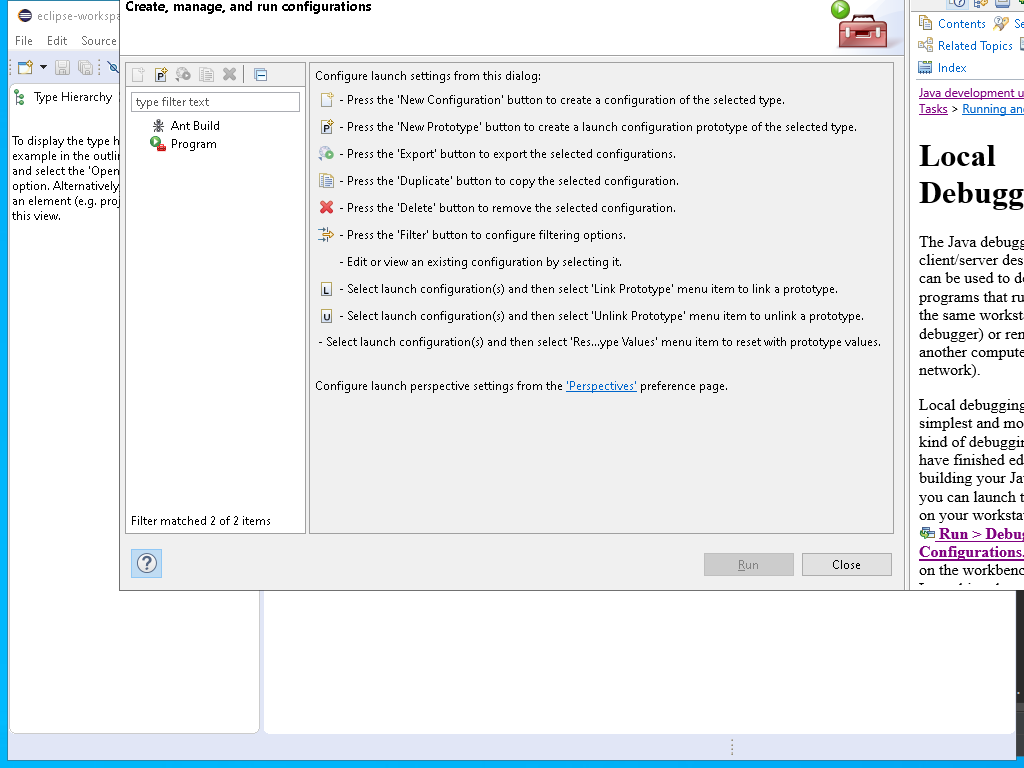 Create, manage, and run configurations
eclipse-workspa
File Edit Source
Type Hierarchy
To display the type h
example in the outlin
and select the 'Open
option. Alternatively
an element (e.g. proj
this view.
type filter text
Ant Build
Program
Filter matched 2 of 2 items
Configure launch settings from this dialog:
- Press the 'New Configuration' button to create a configuration of the selected type.
- Press the 'New Prototype' button to create a launch configuration prototype of the selected type.
- Press the 'Export' button to export the selected configurations.
- Press the 'Duplicate' button to copy the selected configuration.
- Press the 'Delete' button to remove the selected configuration.
- Press the 'Filter' button to configure filtering options.
- Edit or view an existing configuration by selecting it.
- Select launch configuration(s) and then select 'Link Prototype' menu item to link a prototype.
- Select launch configuration(s) and then select 'Unlink Prototype' menu item to unlink a prototype.
- Select launch configuration(s) and then select 'Res...ype Values' menu item to reset with prototype values.
Configure launch perspective settings from the 'Perspectives' preference page.
Run Close
Contents Se
Related Topics
Index
Java development u
Tasks > Running and
Local
Debugg
The Java debugg
client/server des
can be used to de
programs that ru
the same worksta
debugger) or rem
another compute
network).
Local debugging
simplest and mo
kind of debuggin
have finished ed
building your Jav
you can launch t
on your worksta
Run > Debug
Configurations.
on the workbenc